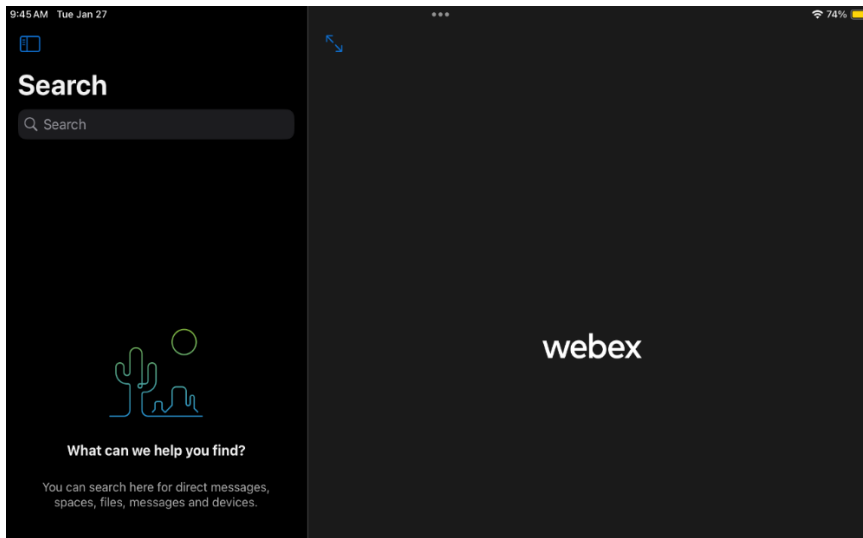 9:45 AM Tue Jan 27
74%
Search
Search
webex
What can we help you find?
You can search here for direct messages,
spaces, files, messages and devices.